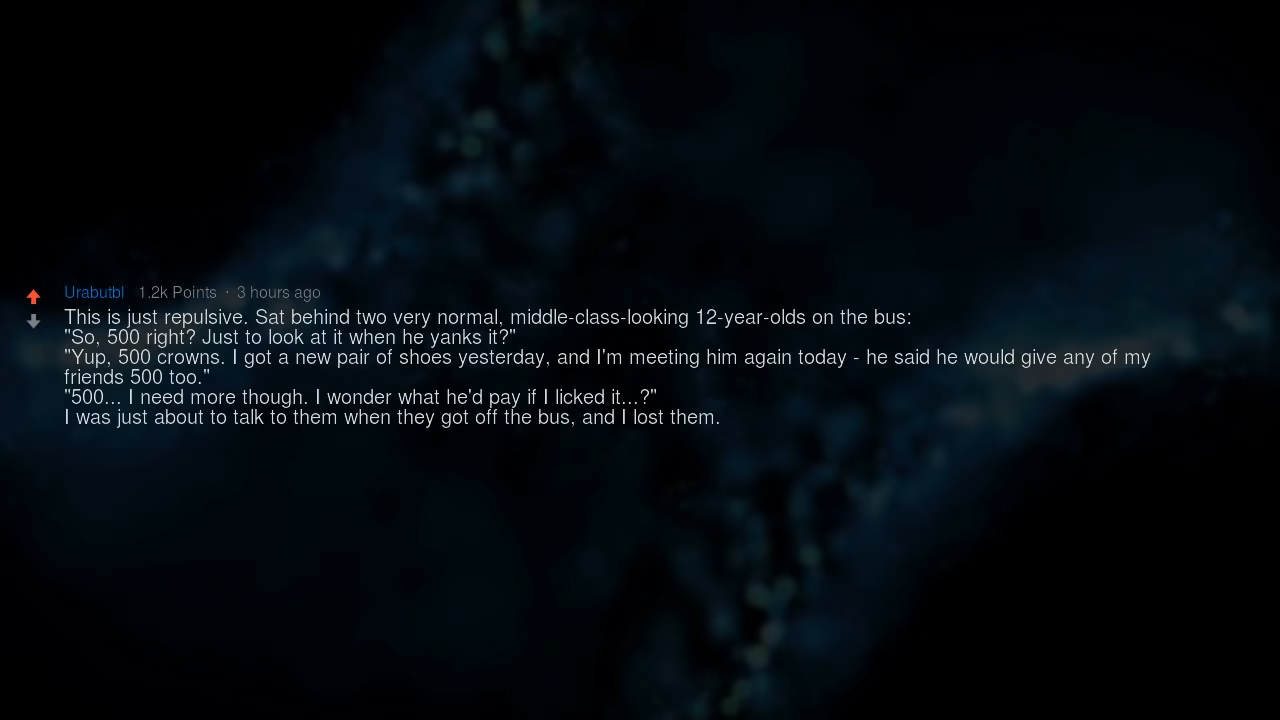 Urabutbl 1.2k Points · 3 hours ago
This is just repulsive. Sat behind two very normal, middle-class-looking 12-year-olds on the bus:
"So, 500 right? Just to look at it when he yanks it?"
"Yup, 500 crowns. I got a new pair of shoes yesterday, and I'm meeting him again today - he said he would give any of my
friends 500 too."
"500... I need more though. I wonder what he'd pay if I licked it...?"
I was just about to talk to them when they got off the bus, and I lost them.